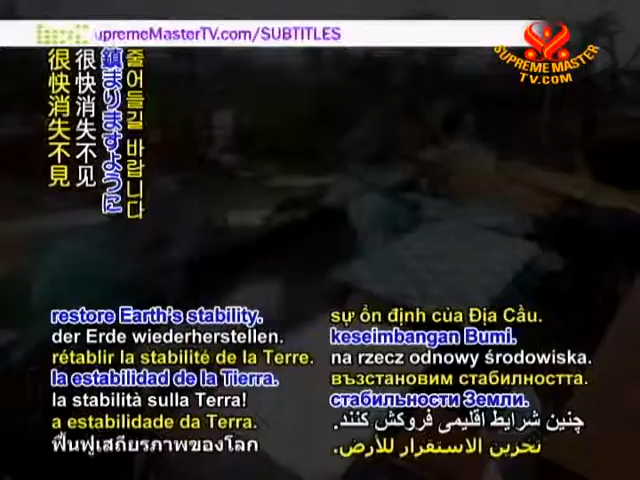 upremeMasterTV.com/SUBTITLES
SUPREME MASTER
TV.COM
줄어들길 바랍니다
鎮まりますように
很快消失不见
很快消失不見
restore Earth's stability.
der Erde wiederherstellen.
rétablir la stabilité de la Terre.
la estabilidad de la Tierra.
la stabilità sulla Terra!
a estabilidade da Terra.
ฟื้นฟูเสถียรภาพของโลก
sự ổn định của Địa Cầu.
keseimbangan Bumi.
na rzecz odnowy środowiska.
възстановим стабилността.
стабильности Земли.
چنین شرایط اقلیمی فروکش کنند.
الاستقرار للأرض.